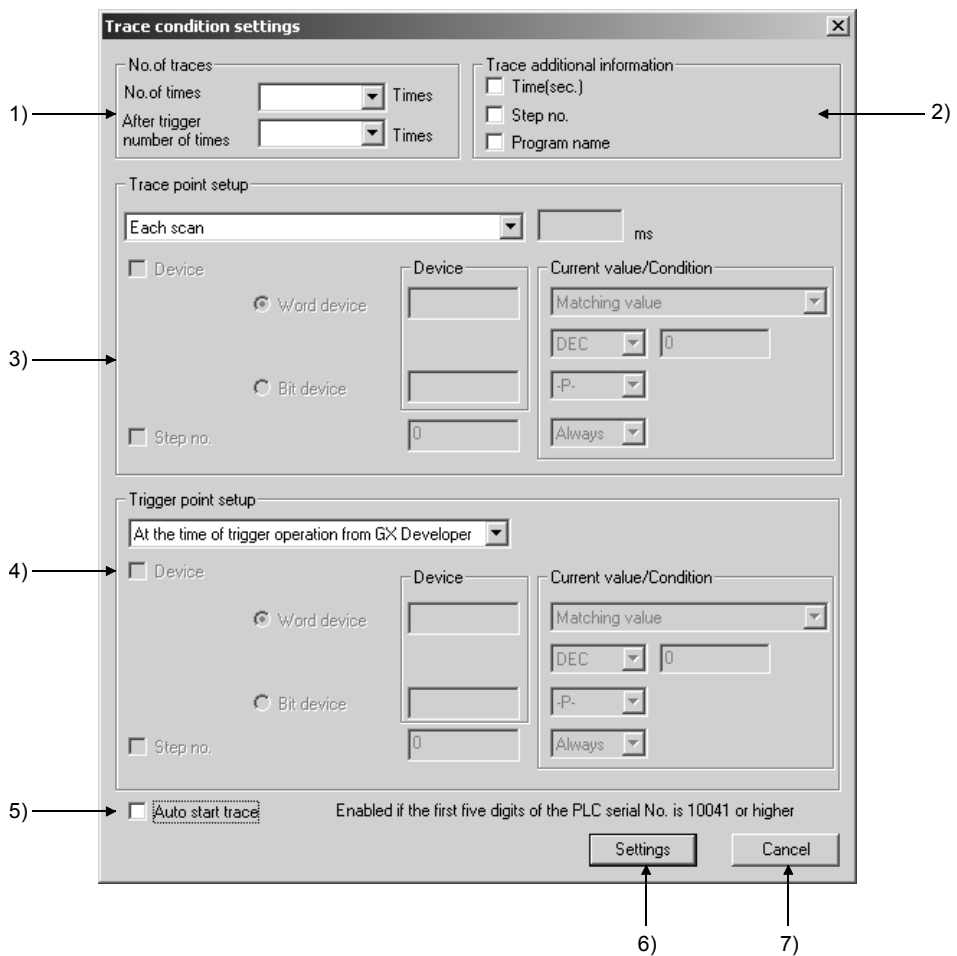 Trace condition settings
No.of traces
No.of times
Times
After trigger
number of times
Times
1)
Trace additional information
Time(sec.)
Step no.
Program name
2)
Trace point setup
Each scan
ms
Device
Device
Current value/Condition
Word device
Matching value
DEC
0
3)
Bit device
-P-
Step no.
0
Always
Trigger point setup
At the time of trigger operation from GX Developer
4)
Device
Device
Current value/Condition
Word device
Matching value
DEC
0
Bit device
-P-
Step no.
0
Always
5)
Auto start trace
Enabled if the first five digits of the PLC serial No. is 10041 or higher
Settings
Cancel
6)
7)